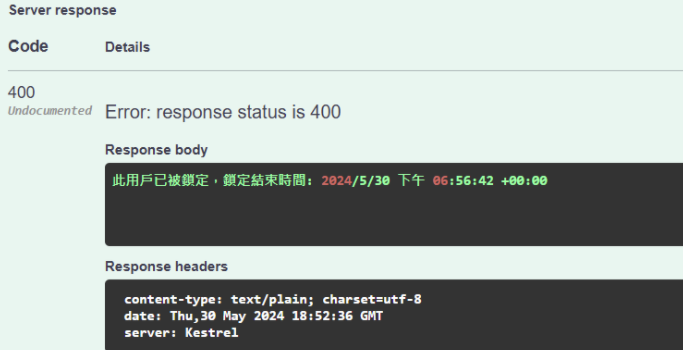 Server response
Code Details
400
Undocumented
Error: response status is 400
Response body
此用戶已被鎖定，鎖定結束時間: 2024/5/30 下午 06:56:42 +00:00
Response headers
content-type: text/plain; charset=utf-8
date: Thu,30 May 2024 18:52:36 GMT
server: Kestrel